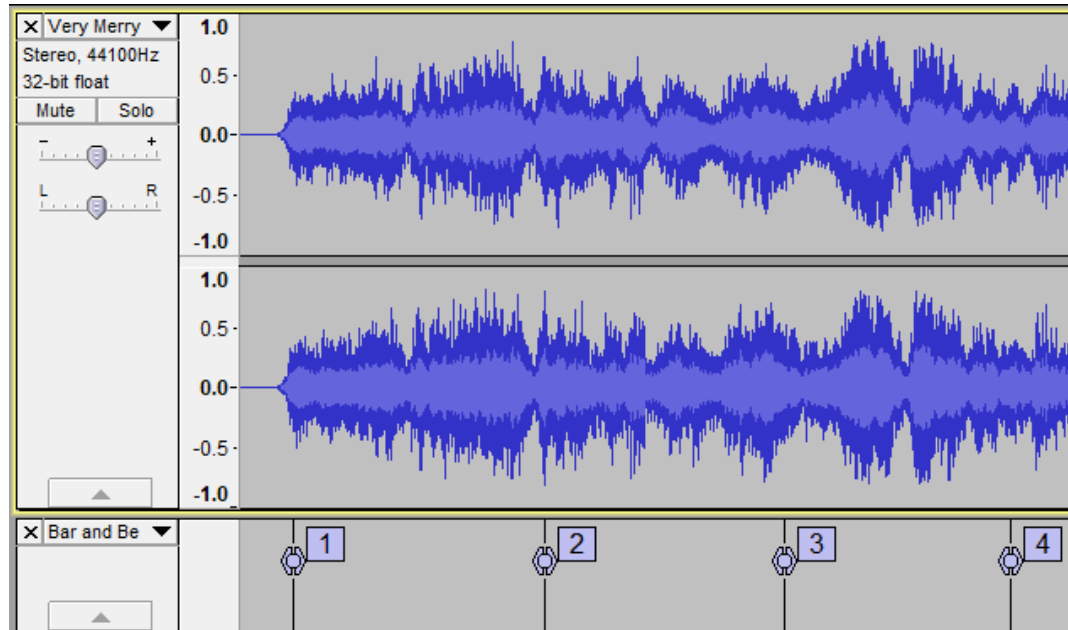 X Very Merry ▼
Stereo, 44100Hz
32-bit float
Mute Solo
- +
L R
1.0
0.5-
0.0-
-0.5-
-1.0
1.0
0.5-
0.0-
-0.5-
-1.0
X Bar and Be ▼
1 2 3 4